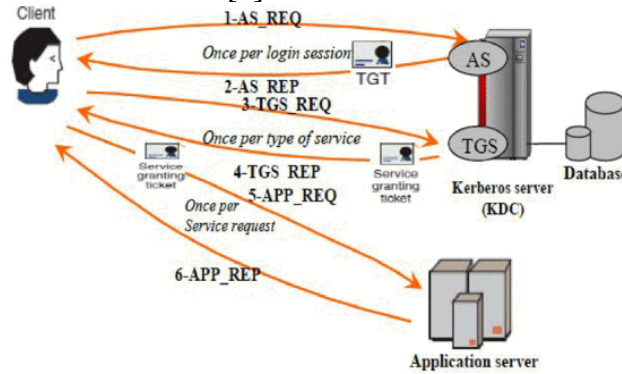 Client
1-AS_REQ
Once per login session
TGT
AS
2-AS_REP
3-TGS_REQ
Once per type of service
TGS
Service
granting
ticket
4-TGS_REP
Service
granting
ticket
Kerberos server
(KDC)
Database
5-APP_REQ
Once per
Service request
6-APP_REP
Application server